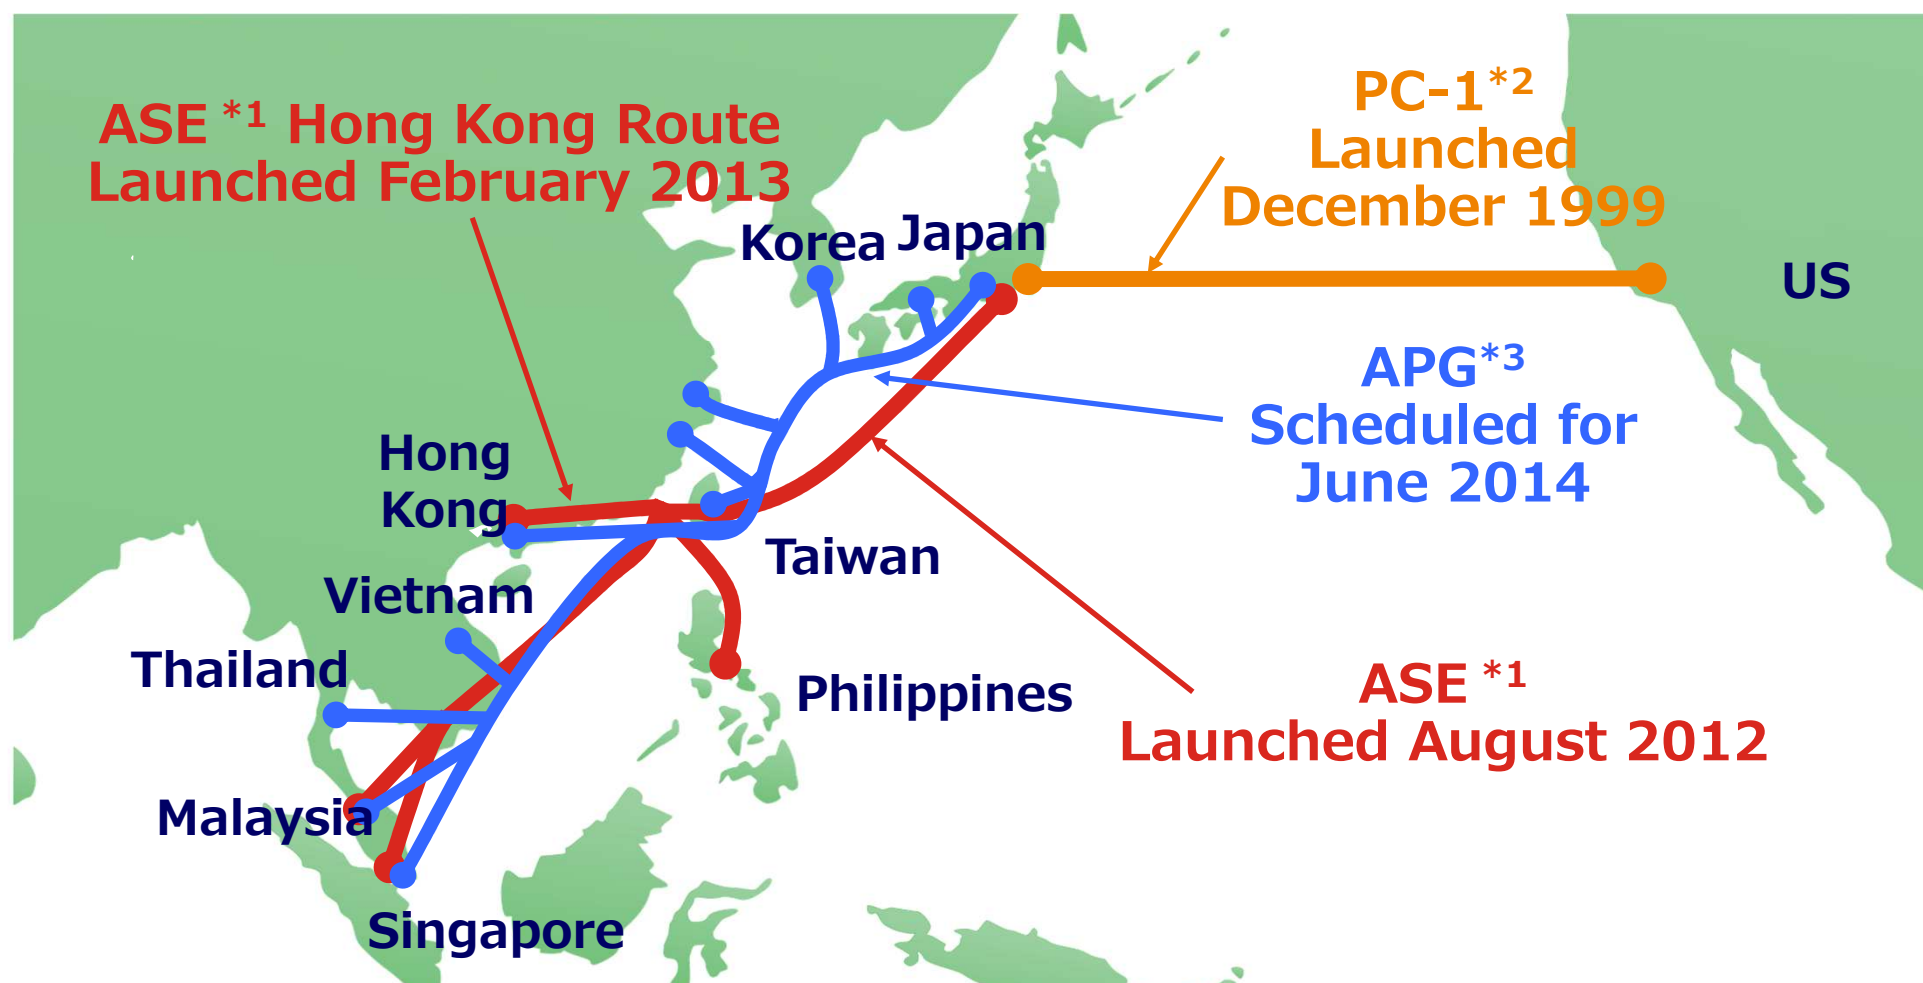 ASE *1 Hong Kong Route
Launched February 2013
PC-1*2
Launched
December 1999
Korea
Japan
US
APG*3
Scheduled for
June 2014
Hong
Kong
Taiwan
Vietnam
Thailand
Philippines
ASE *1
Launched August 2012
Malaysia
Singapore